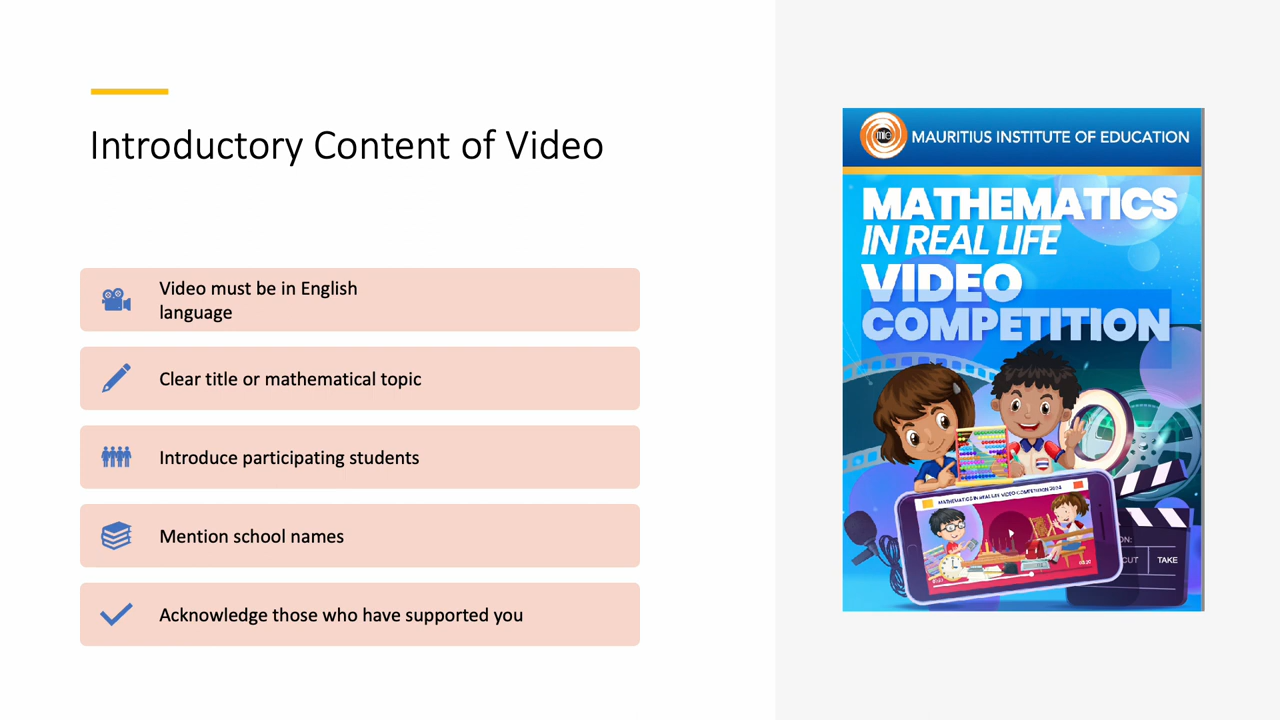 Introductory Content of Video
Video must be in English
language
Clear title or mathematical topic
Introduce participating students
Mention school names
Acknowledge those who have supported you
MAURITIUS INSTITUTE OF EDUCATION
MATHEMATICS
IN REAL LIFE
VIDEO
COMPETITION
MATHEMATICS IN REAL LIFE VIDEO COMPETITION 2024
CUT
TAKE